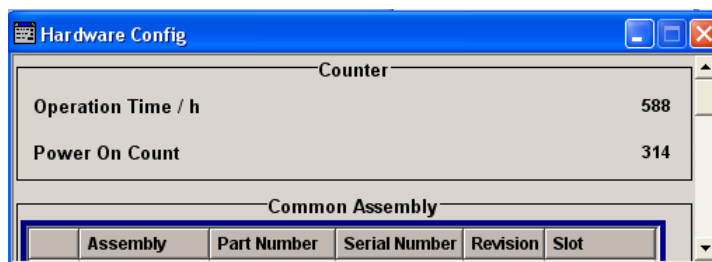 Hardware Config
Counter
Operation Time / h 588
Power On Count 314
Common Assembly
Assembly Part Number Serial Number Revision Slot